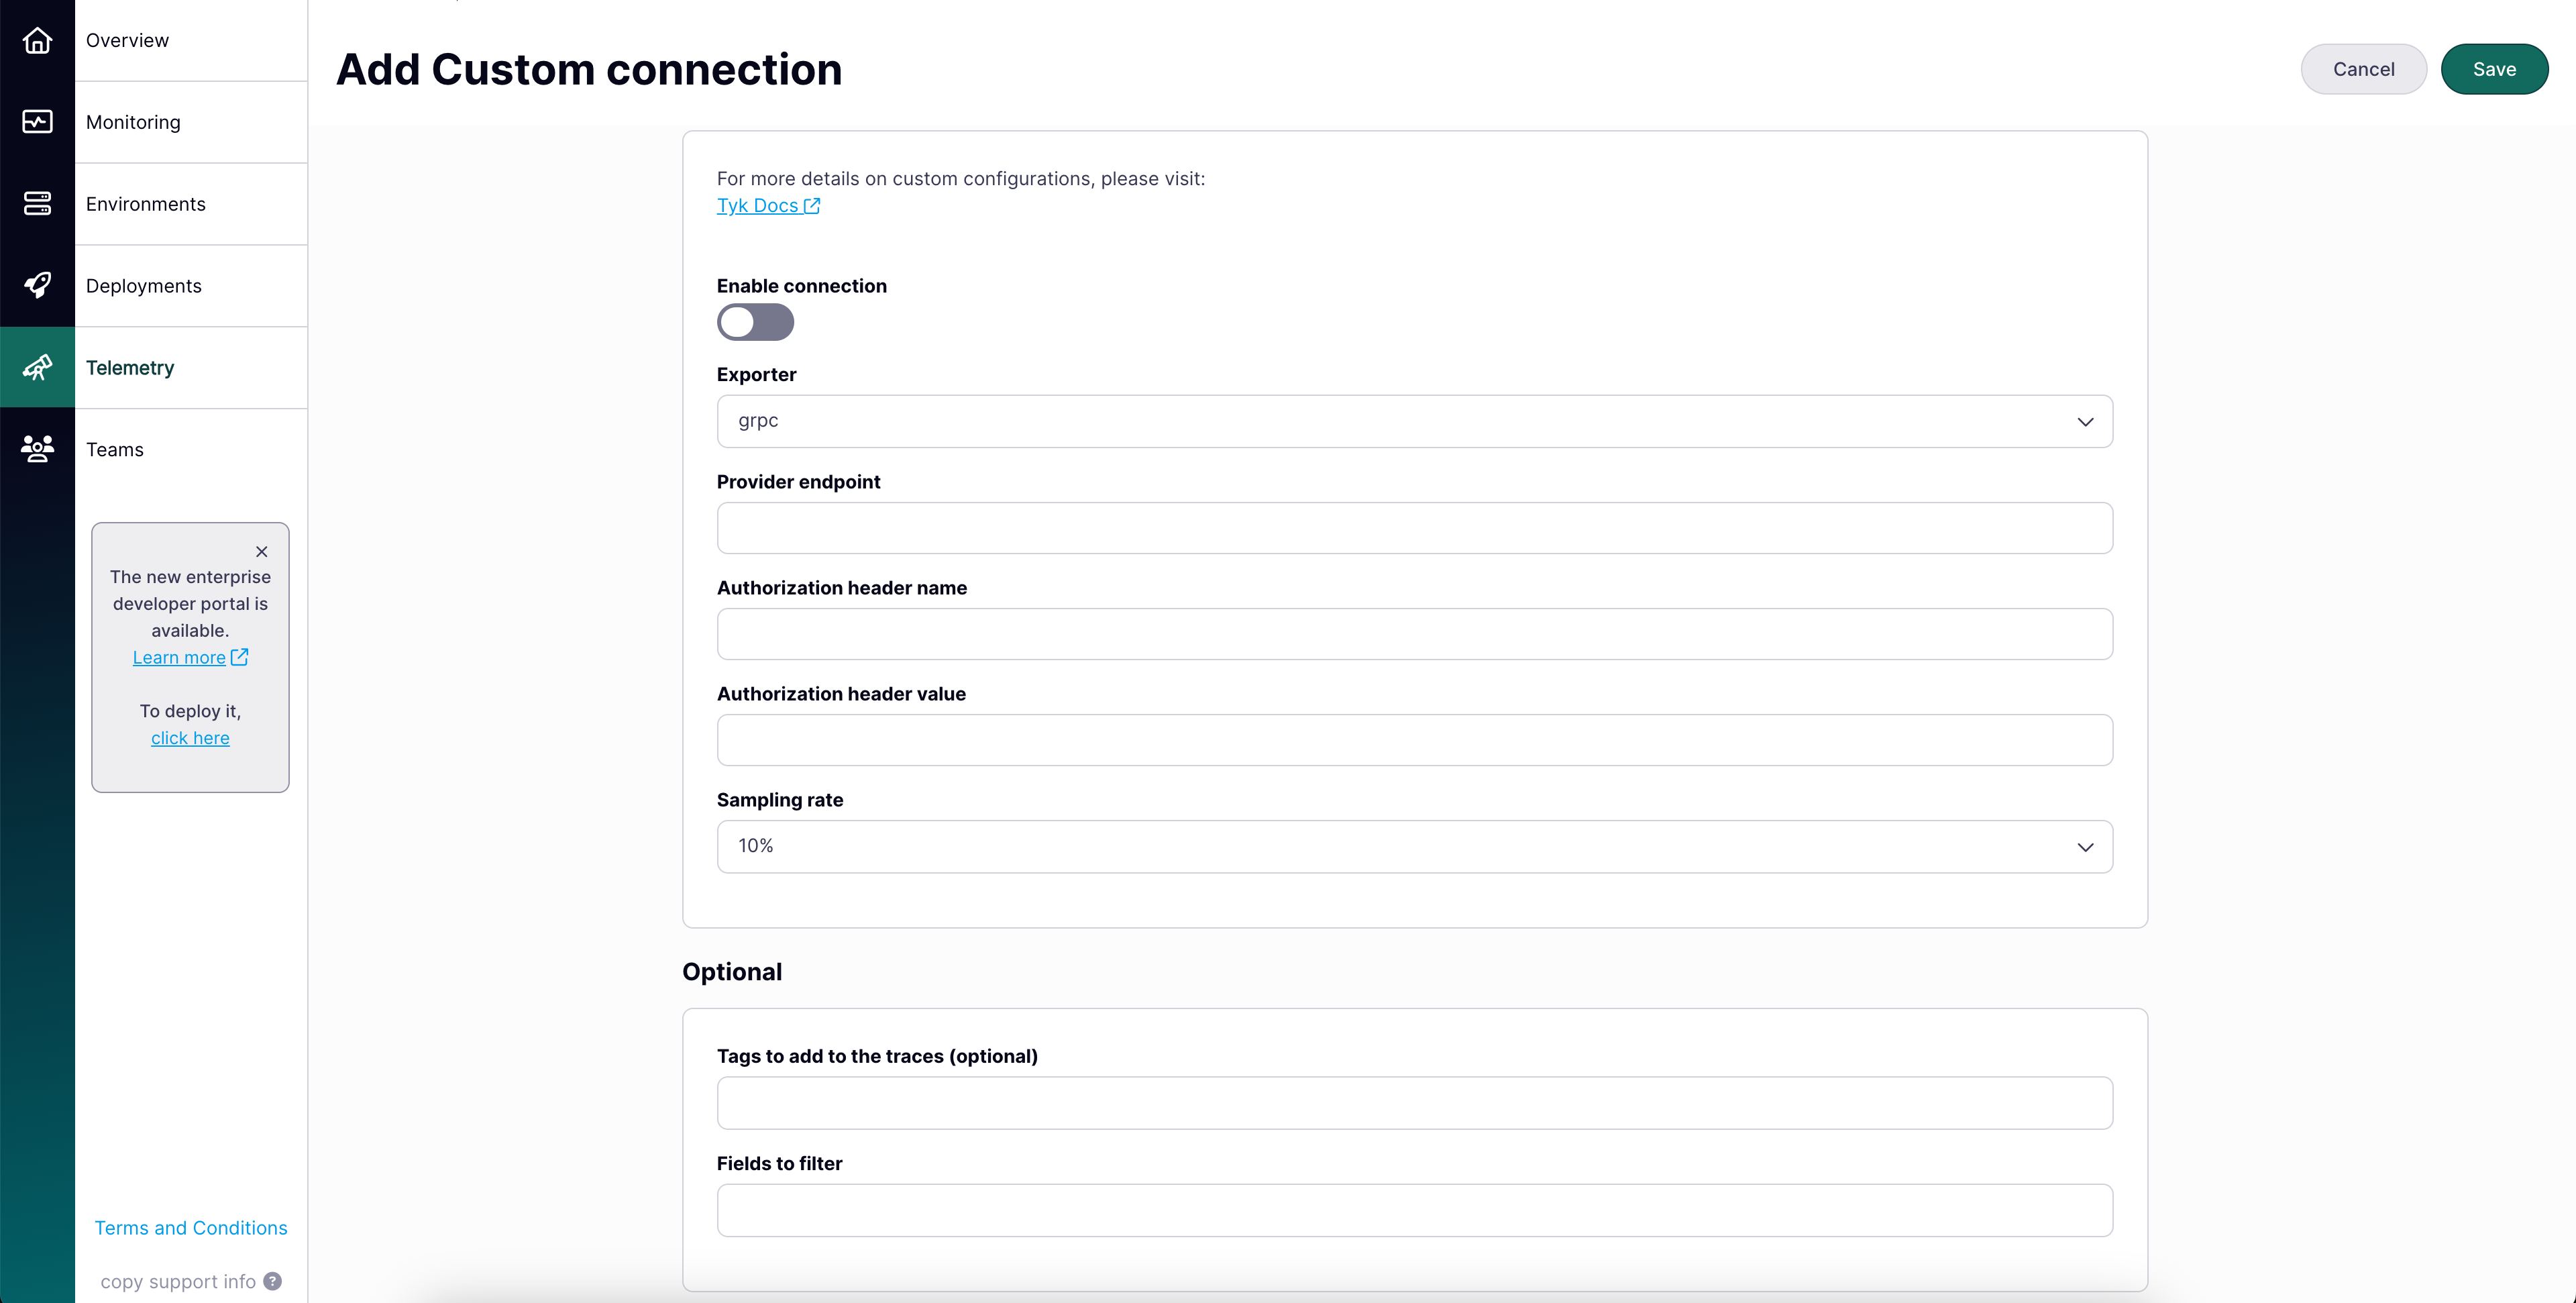 Overview
Monitoring
Environments
Deployments
Telemetry
Teams
The new enterprise
developer portal is
available.
Learn more
To deploy it,
click here
Terms and Conditions
copy support info ?
Add Custom connection
Cancel
Save
For more details on custom configurations, please visit:
Tyk Docs
Enable connection
Exporter
grpc
Provider endpoint
Authorization header name
Authorization header value
Sampling rate
10%
Optional
Tags to add to the traces (optional)
Fields to filter